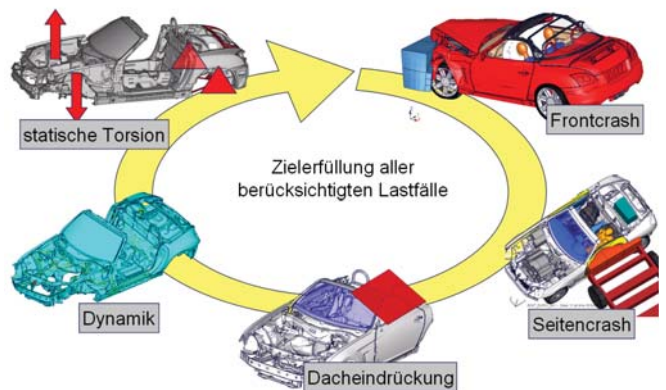 statische Torsion
Frontcrash
Zielerfüllung aller
berücksichtigten Lastfälle
Dynamik
Seitencrash
Dacheindrückung